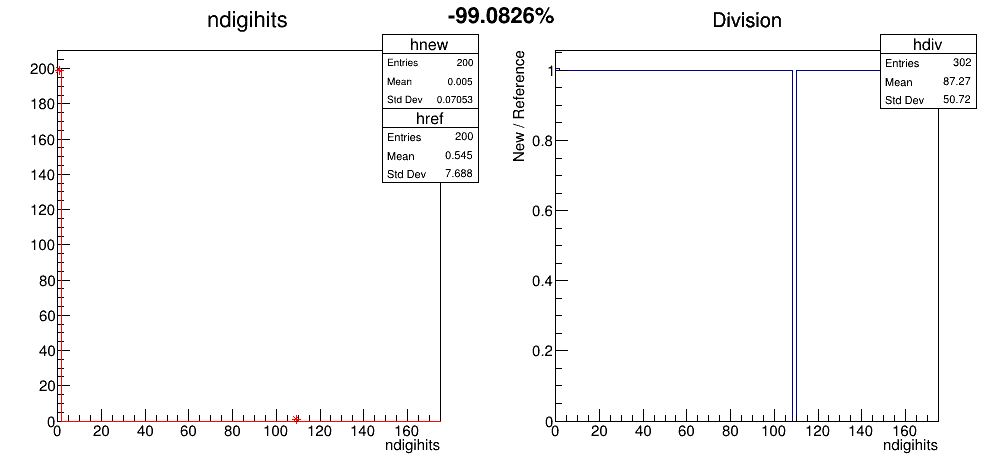 -99.0826%
ndigihits
hnew
Entries 200
Mean 0.005
Std Dev 0.07053
href
Entries 200
Mean 0.545
Std Dev 7.688
200
180
160
140
120
100
80
60
40
20
0
0 20 40 60 80 100 120 140 160
ndigihits
Division
hdiv
Entries 302
Mean 87.27
Std Dev 50.72
New / Reference
1
0.8
0.6
0.4
0.2
0
0 20 40 60 80 100 120 140 160
ndigihits